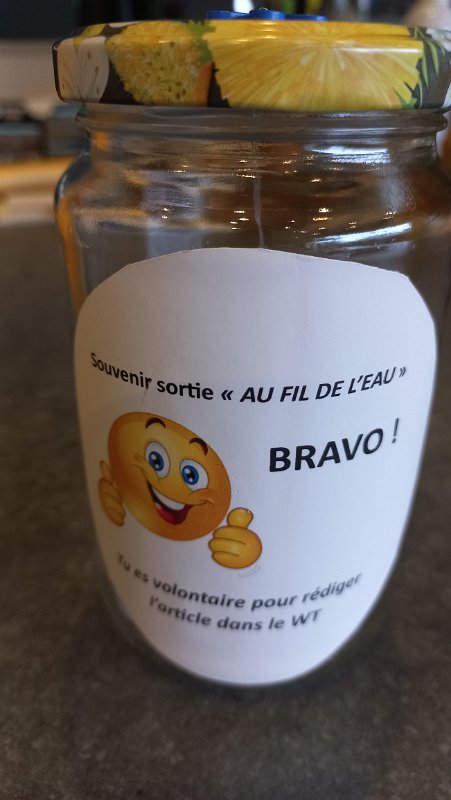 Souvenir sortie « AU FIL DE L'EAU »
BRAVO !
Tu es volontaire pour rédiger
l'article dans le WT